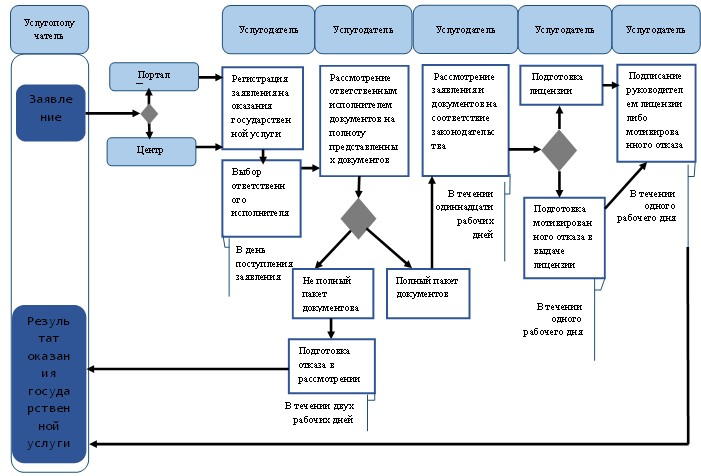 Услугополу
чатель
Услугодатель
Услугодатель
Услугодатель
Услугодатель
Услугодатель
Заявле
ние
Портал
Центр
Регистрация
заявления на
оказания
государствен
ной услуги
Выбор
ответственн
ого
исполнителя
В день
поступления
заявления
Рассмотрение
ответственным
исполнителем
документов на
полноту
представленны
х документов
Не полный
пакет
документова
Полный пакет
документов
Подготовка
отказа в
рассмотрении
В течении двух
рабочих дней
Рассмотрение
заявления и
документов на
соответствие
законодательс
тва
В течении
одиннадцати
рабочих
дней
Подготовка
лицензии
Подготовка
мотивирован
ного отказа в
выдаче
лицензии
В течении
одного
рабочего дня
Подписание
руководител
ем лицензии
либо
мотивирова
нного отказа
В течении
одного
рабочего дня
Резуль
тат
оказан
ия
госуда
рствен
ной
услуги